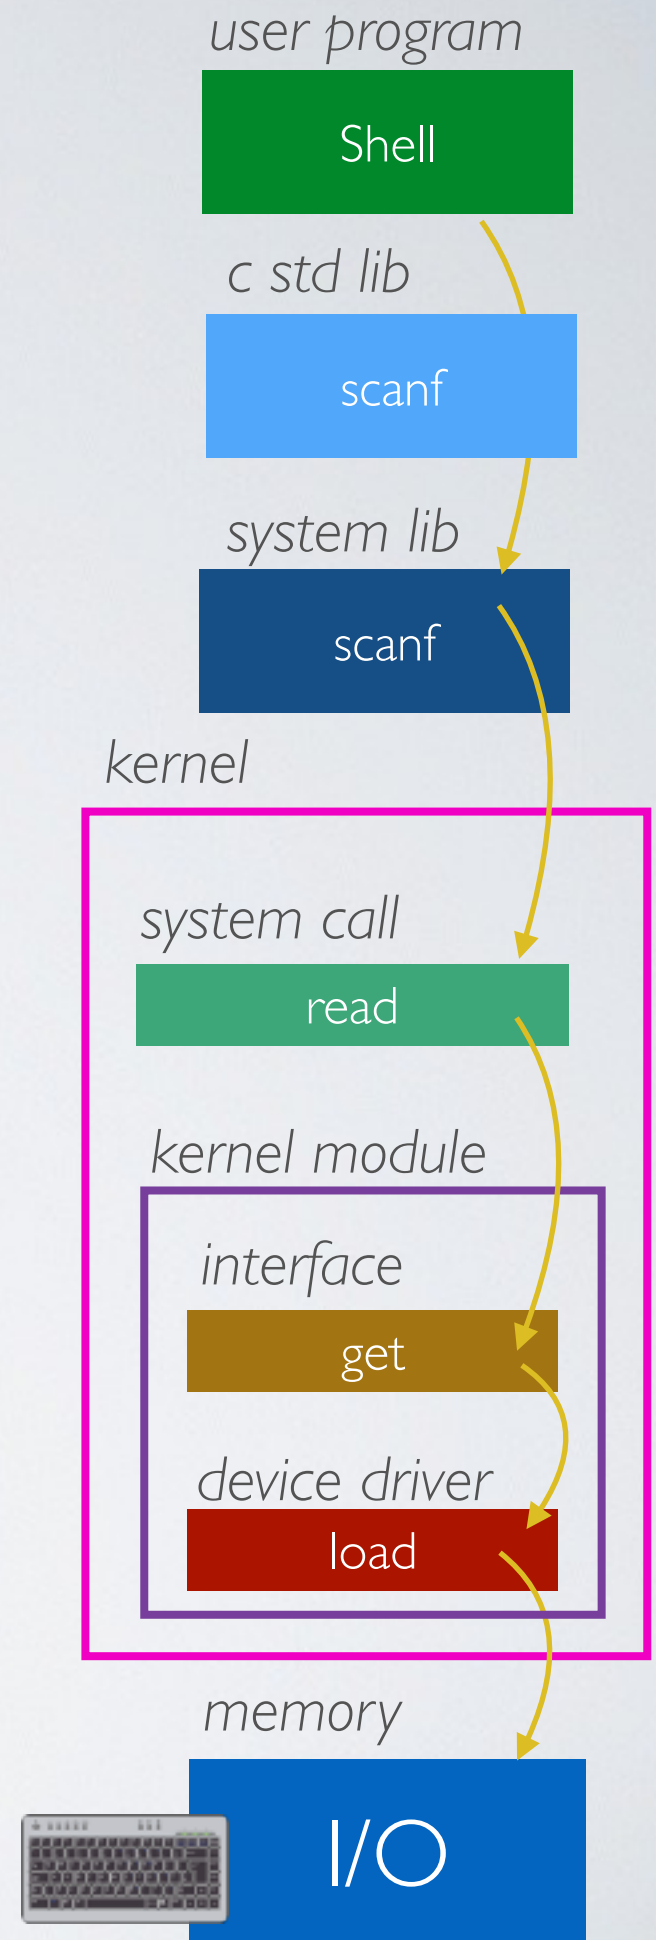 user program
Shell
c std lib
scanf
system lib
scanf
kernel
system call
read
kernel module
interface
get
device driver
load
memory
I/O